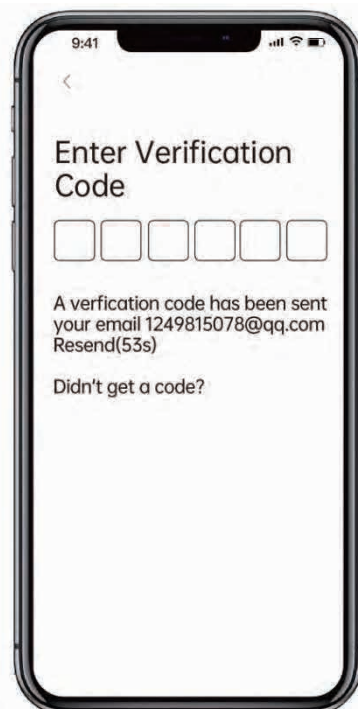 9:41
Enter Verification
Code
A verfication code has been sent
your email 1249815078@qq.com
Resend(53s)
Didn't get a code?